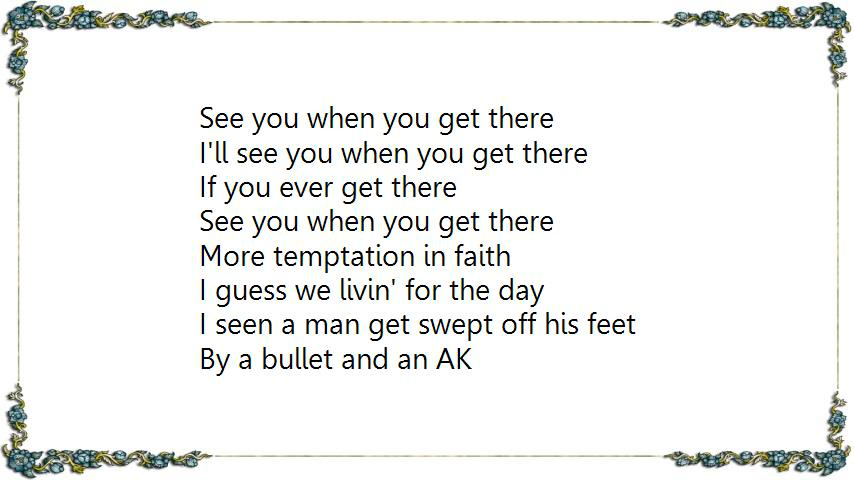 See you when you get there
I'll see you when you get there
If you ever get there
See you when you get there
More temptation in faith
I guess we livin' for the day
I seen a man get swept off his feet
By a bullet and an AK